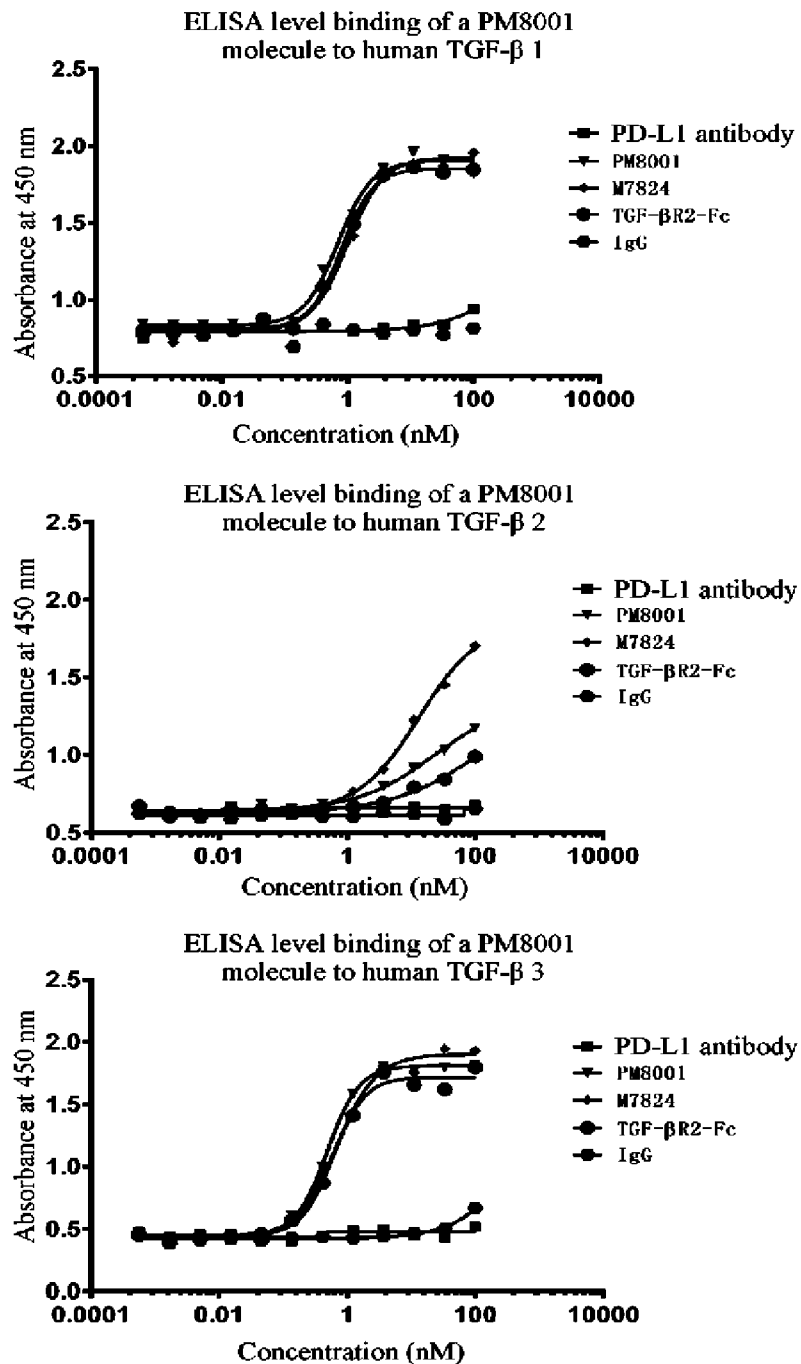 ELISA level binding of a PM8001
molecule to human TGF-β 1
2.5
2.0
1.5
1.0
0.5
Absorbance at 450 nm
0.0001
0.01
1
100
10000
Concentration (nM)
PD-L1 antibody
PM8001
M7824
TGF-βR2-Fc
IgG
ELISA level binding of a PM8001
molecule to human TGF-β 2
2.5
2.0
1.5
1.0
0.5
Absorbance at 450 nm
0.0001
0.01
1
100
10000
Concentration (nM)
PD-L1 antibody
PM8001
M7824
TGF-βR2-Fc
IgG
ELISA level binding of a PM8001
molecule to human TGF-β 3
2.5
2.0
1.5
1.0
0.5
0.0
Absorbance at 450 nm
0.0001
0.01
1
100
10000
Concentration (nM)
PD-L1 antibody
PM8001
M7824
TGF-βR2-Fc
IgG